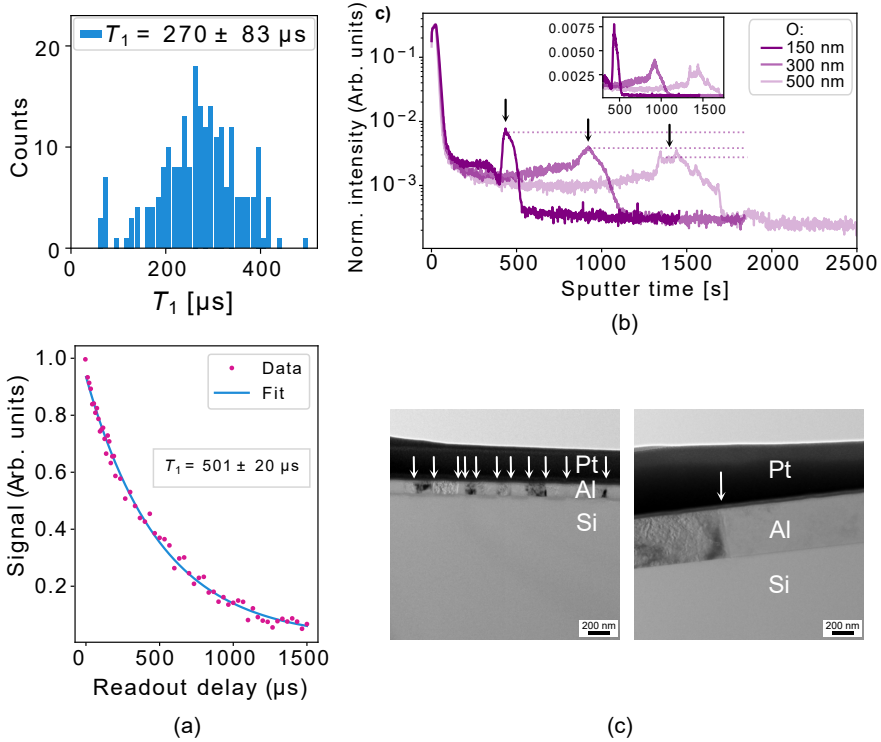 T₁ = 270 ± 83 µs
20
10
0
Counts
0
200
400
T₁ [µs]
c)
Norm. intensity (Arb. units)
10⁻¹
10⁻²
10⁻³
0.0075
0.0050
0.0025
500
1000
1500
O:
150 nm
300 nm
500 nm
0
500
1000
1500
2000
2500
Sputter time [s]
(b)
Signal (Arb. units)
1.0
0.8
0.6
0.4
0.2
Data
Fit
T₁ = 501 ± 20 µs
0
500
1000
1500
Readout delay (µs)
(a)
Pt
Al
Si
200 nm
Pt
Al
Si
200 nm
(c)